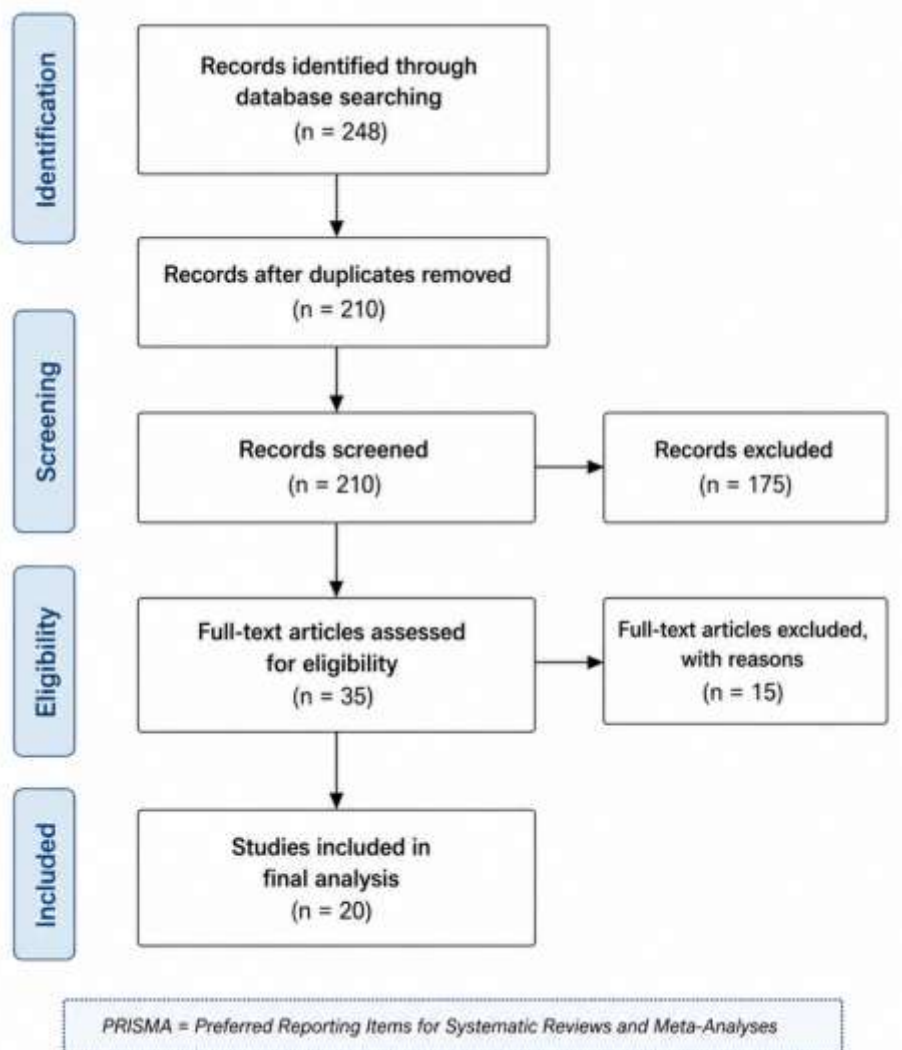 Identification
Records identified through
database searching
(n = 248)
Records after duplicates removed
(n = 210)
Screening
Records screened
(n = 210)
Records excluded
(n = 175)
Eligibility
Full-text articles assessed
for eligibility
(n = 35)
Full-text articles excluded,
with reasons
(n = 15)
Included
Studies included in
final analysis
(n = 20)
PRISMA = Preferred Reporting Items for Systematic Reviews and Meta-Analyses